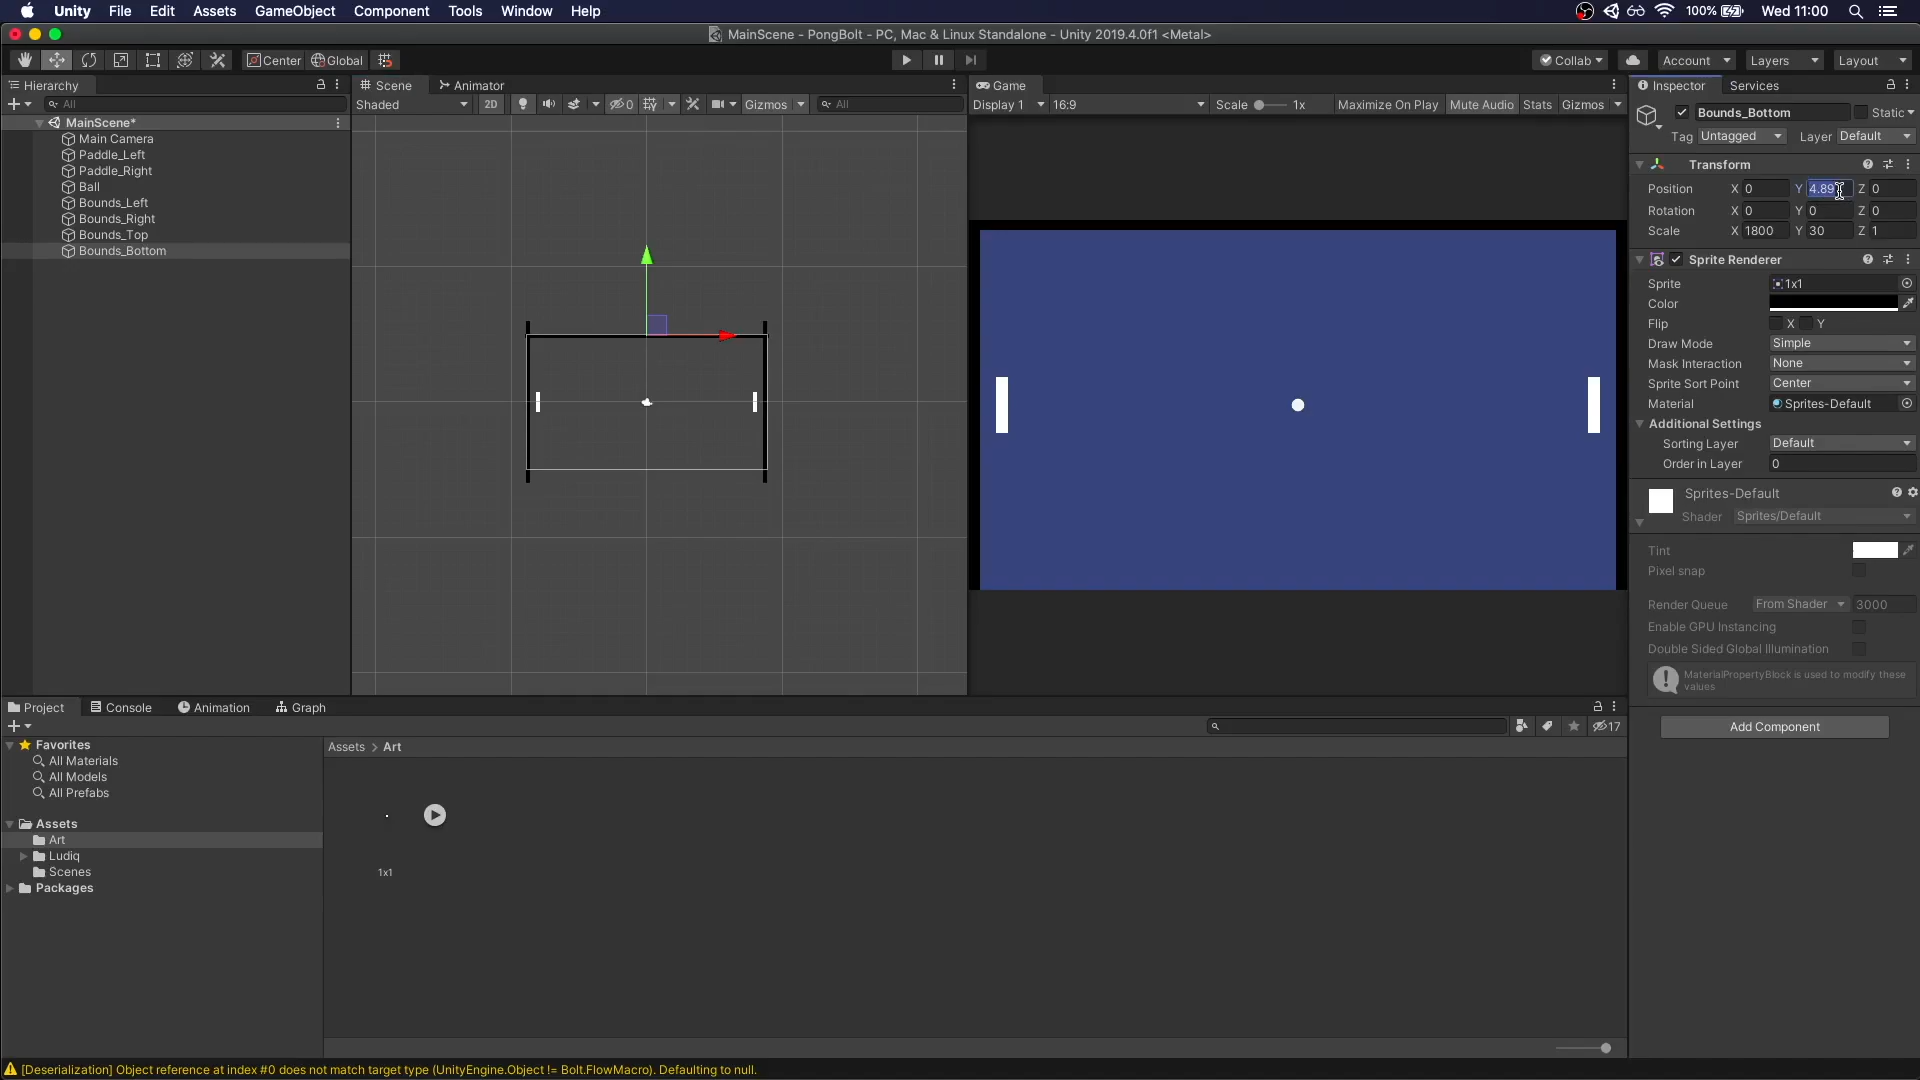 Unity File Edit Assets GameObject Component Tools Window Help 100% Wed 11:00
MainScene - PongBolt - PC, Mac & Linux Standalone - Unity 2019.4.0f1 <Metal>
Center Global Collab Account Layers Layout
Hierarchy
All
MainScene*
Main Camera
Paddle_Left
Paddle_Right
Ball
Bounds_Left
Bounds_Right
Bounds_Top
Bounds_Bottom
Scene Animator
Shaded 2D 0 Gizmos All
Game
Display 1 16:9 Scale 1x Maximize On Play Mute Audio Stats Gizmos
Inspector Services
Bounds_Bottom Static
Tag Untagged Layer Default
Transform
Position X 0 Y 4.89 Z 0
Rotation X 0 Y 0 Z 0
Scale X 1800 Y 30 Z 1
Sprite Renderer
Sprite 1x1
Color
Flip X Y
Draw Mode Simple
Mask Interaction None
Sprite Sort Point Center
Material Sprites-Default
Additional Settings
Sorting Layer Default
Order in Layer 0
Sprites-Default
Shader Sprites/Default
Tint
Pixel snap
Render Queue From Shader 3000
Enable GPU Instancing
Double Sided Global Illumination
MaterialPropertyBlock is used to modify these
values
Add Component
Project Console Animation Graph
17
Favorites
All Materials
All Models
All Prefabs
Assets
Art
Ludiq
Scenes
Packages
Assets > Art
1x1
[Deserialization] Object reference at index #0 does not match target type (UnityEngine.Object != Bolt.FlowMacro). Defaulting to null.